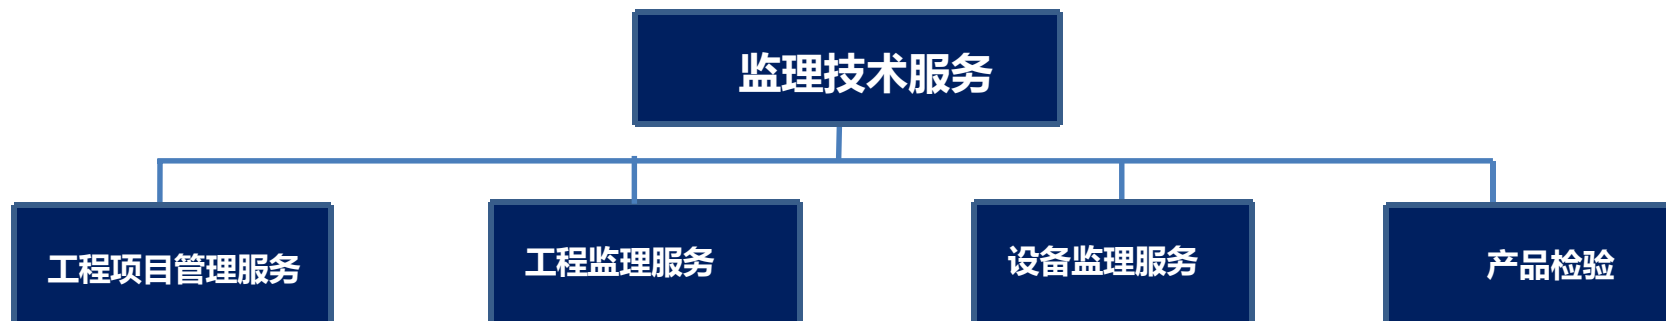 监理技术服务
工程项目管理服务
工程监理服务
设备监理服务
产品检验